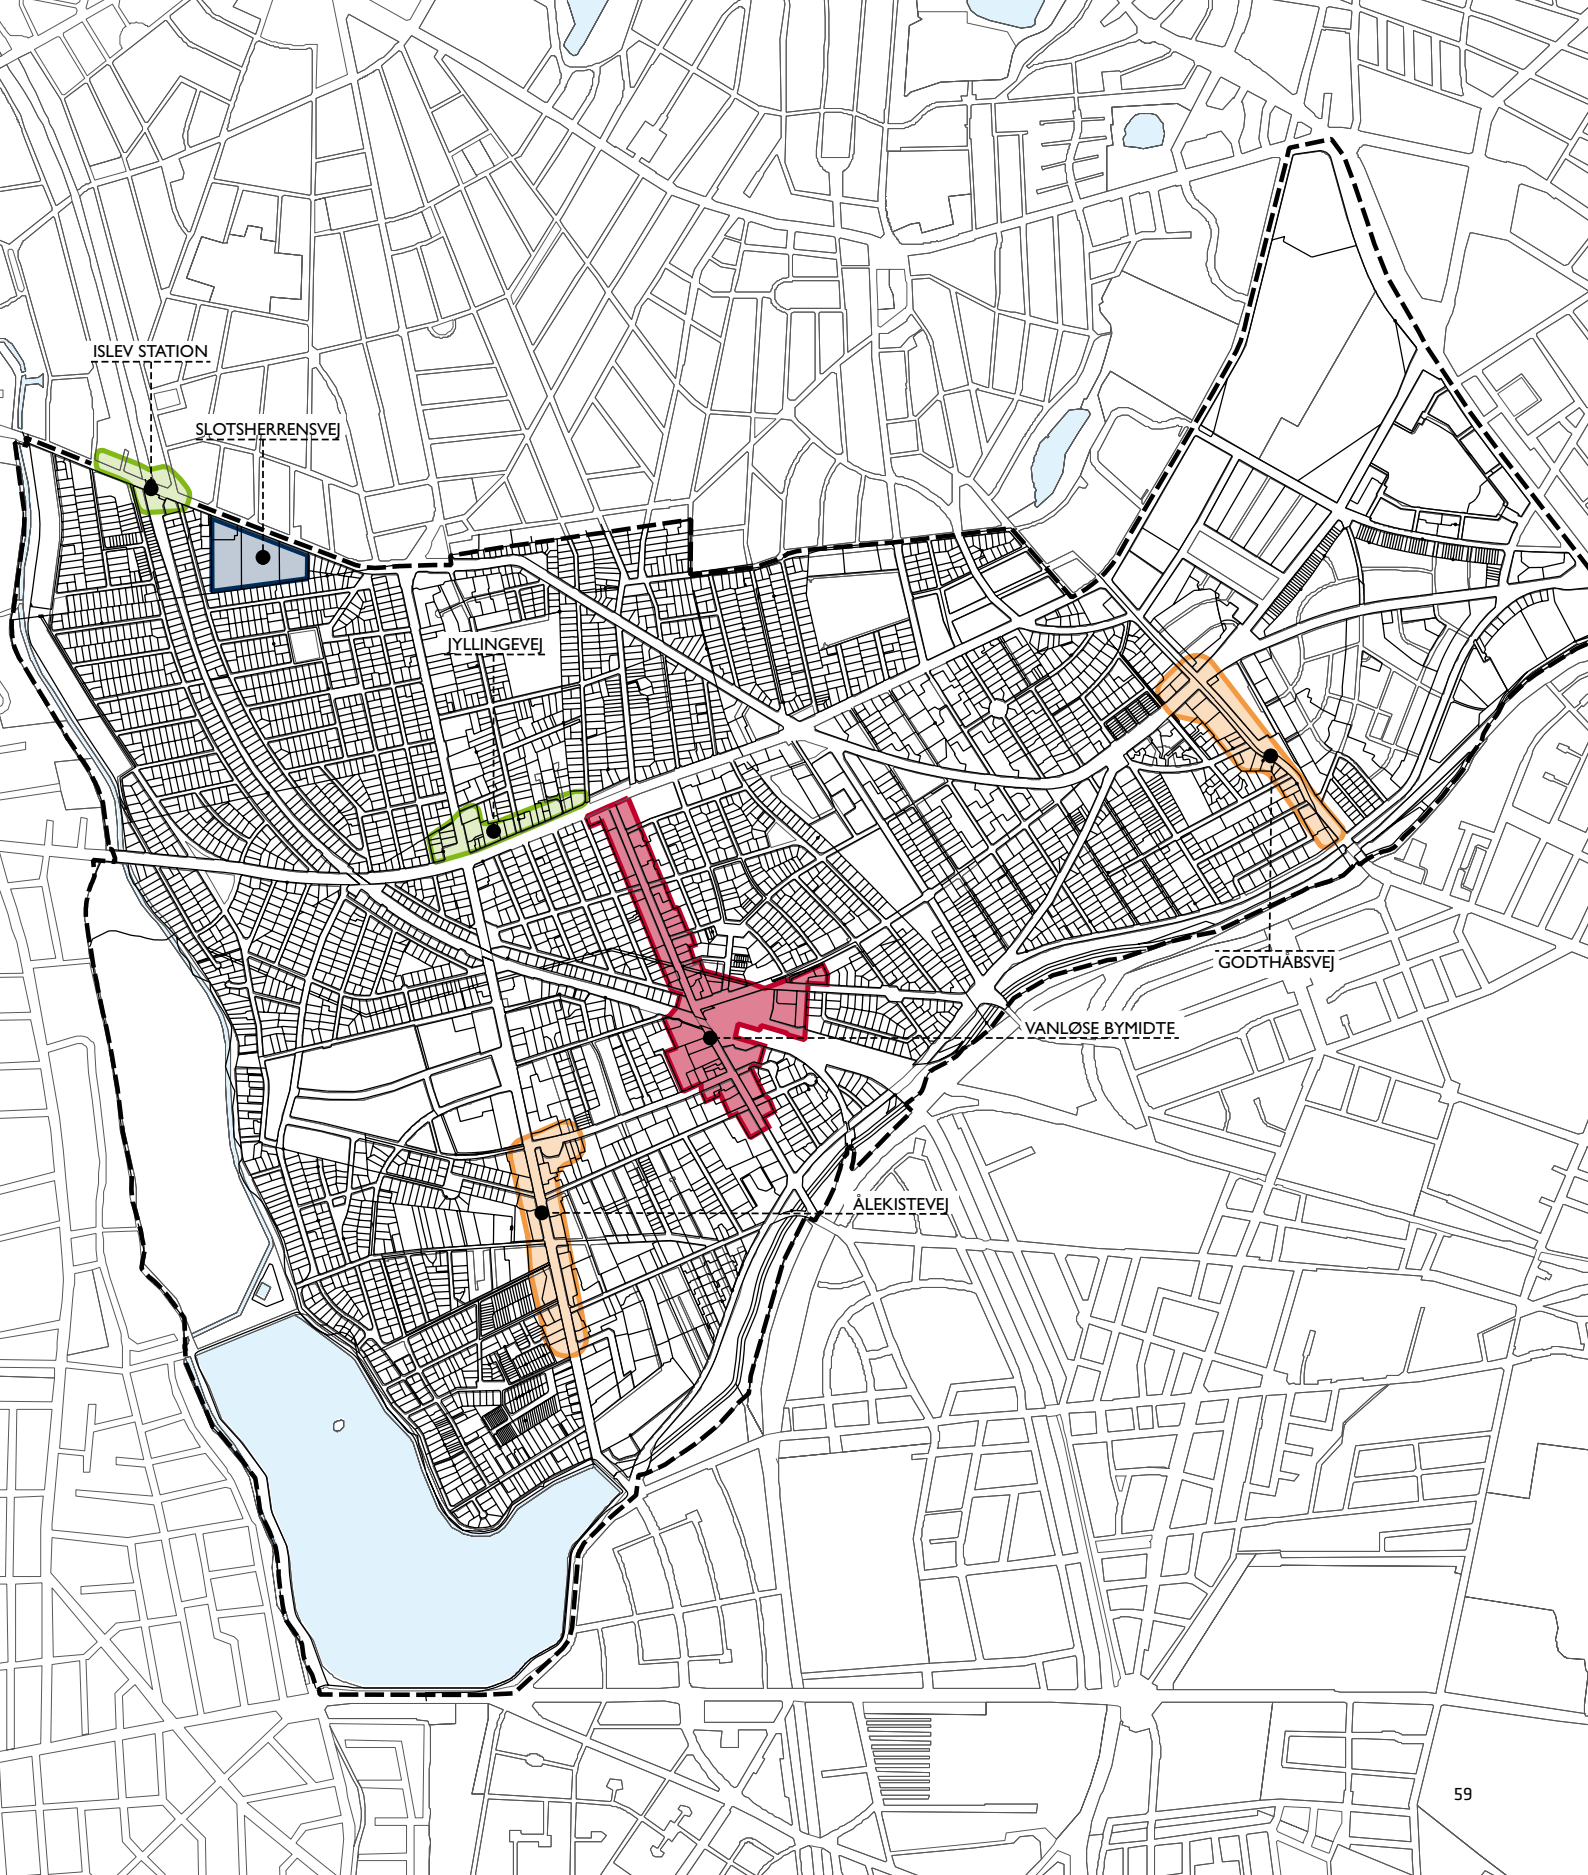 ISLEV STATION
SLOTSHERRENSVEJ
JYLLINGEVEJ
GODTHÅBSVEJ
VANLØSE BYMIDTE
ÅLEKISTEVEJ
59